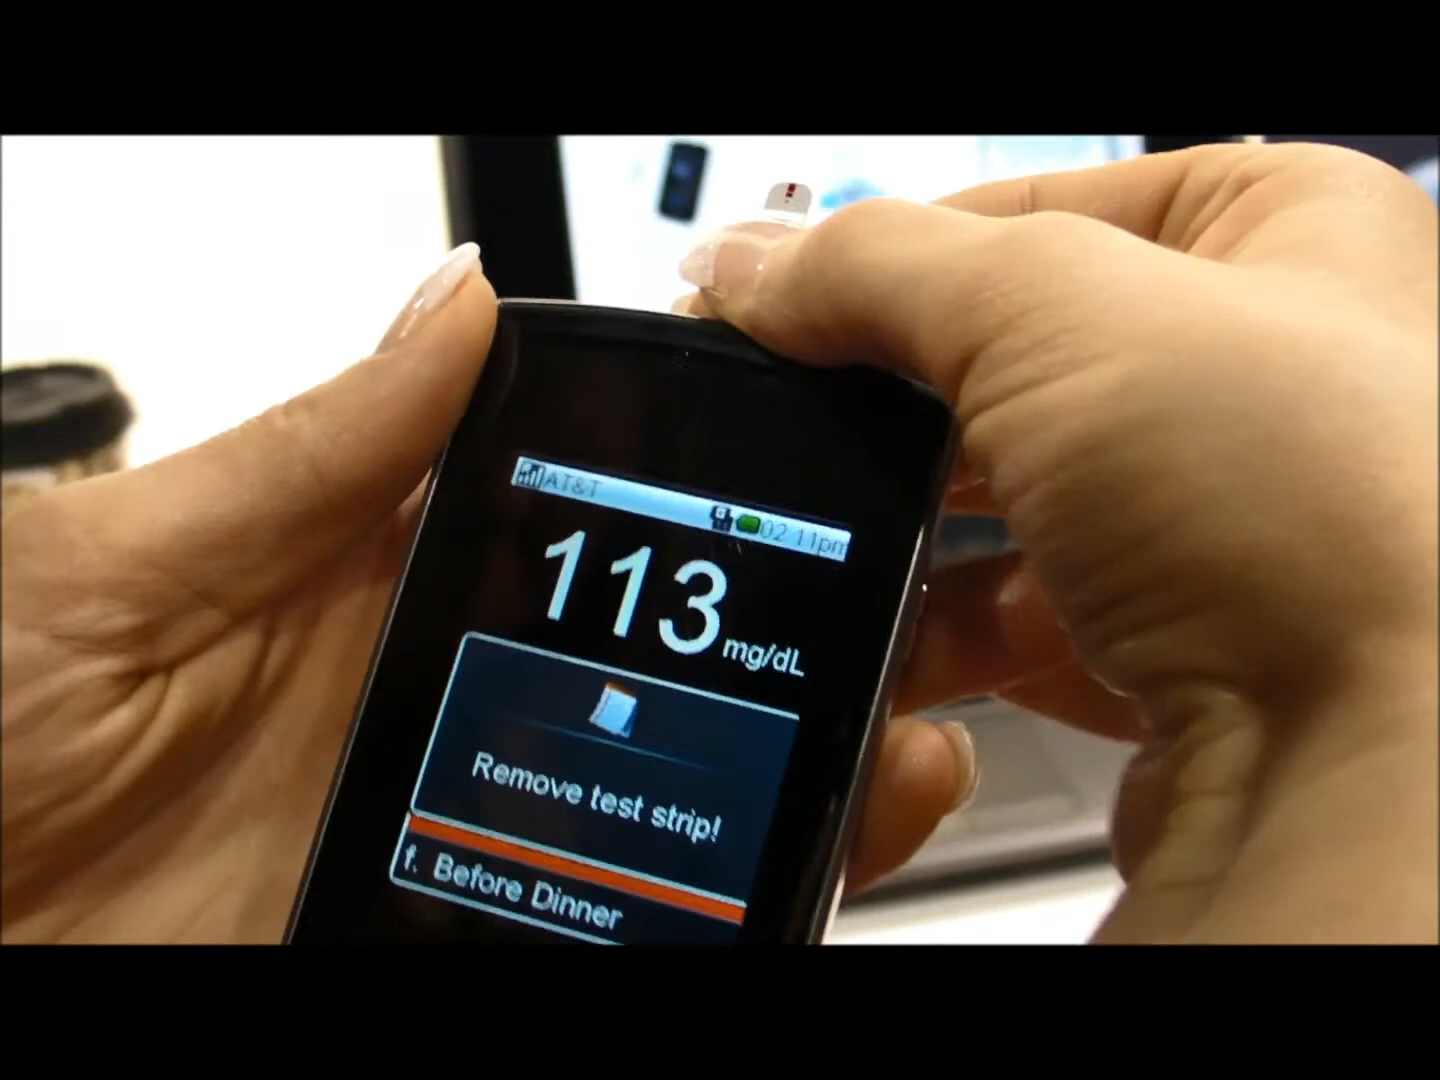 AT&T 02 11pm
113 mg/dL
Remove test strip!
f. Before Dinner